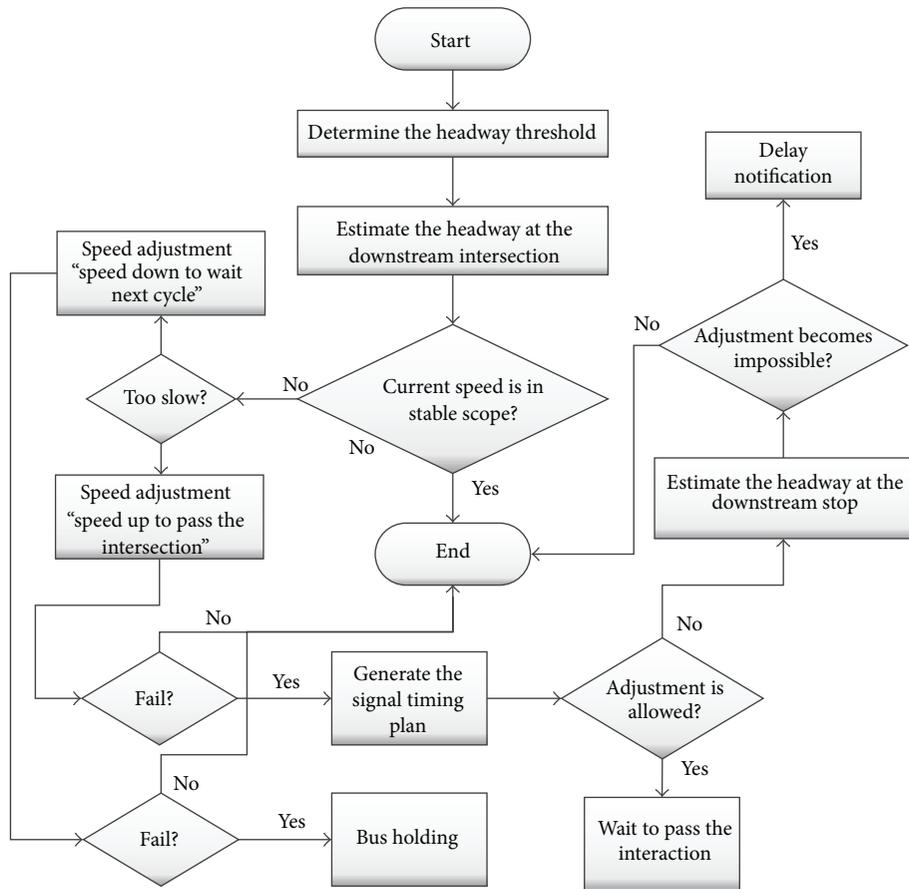 Start
Determine the headway threshold
Delay
notification
Estimate the headway at the
downstream intersection
Yes
Speed adjustment
“speed down to wait
next cycle”
No
Adjustment becomes
impossible?
Too slow?
No
Current speed is in
stable scope?
No
Yes
Speed adjustment
“speed up to pass the
intersection”
Estimate the headway at the
downstream stop
End
No
No
Fail?
Yes
Generate the
signal timing
plan
Adjustment is
allowed?
No
Yes
Fail?
Yes
Bus holding
Wait to pass the
interaction